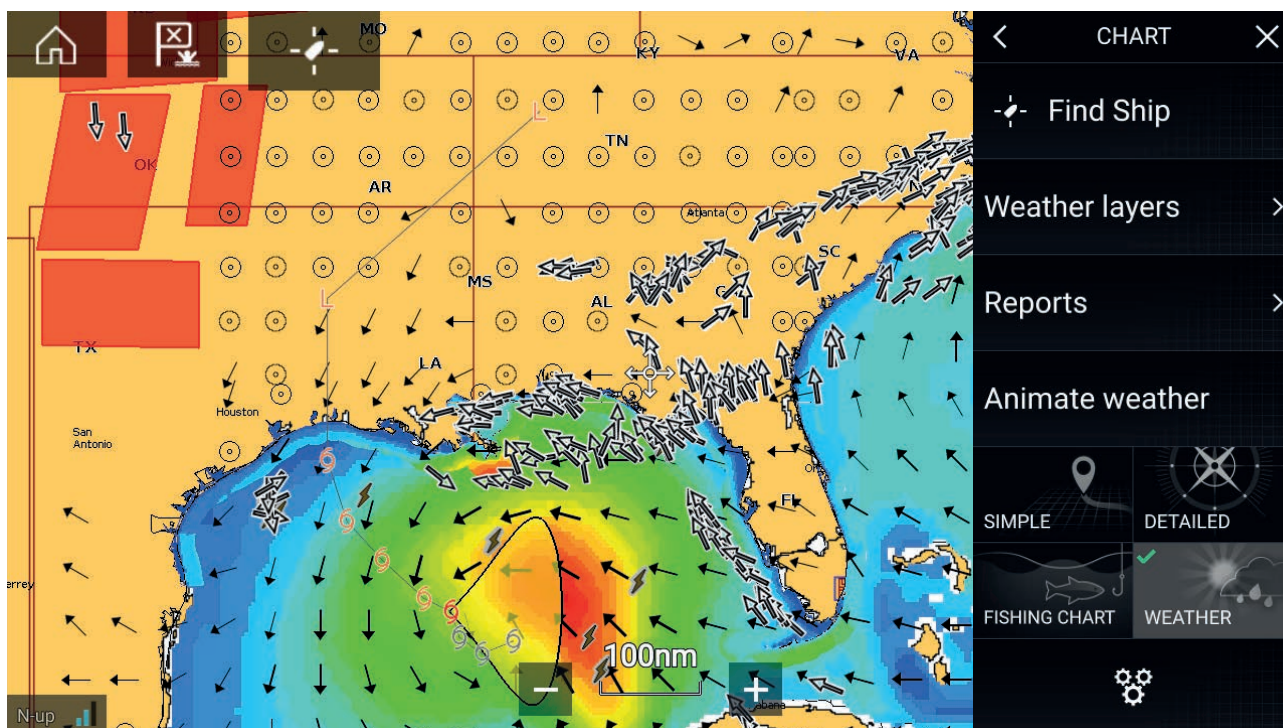 MO
KY
VA
OK
TN
AR
Atlanta
SC
MS
AL
TX
LA
Houston
San
Antonio
FL
errey
100nm
N-up
CHART
Find Ship
Weather layers
Reports
Animate weather
SIMPLE
DETAILED
FISHING CHART
WEATHER